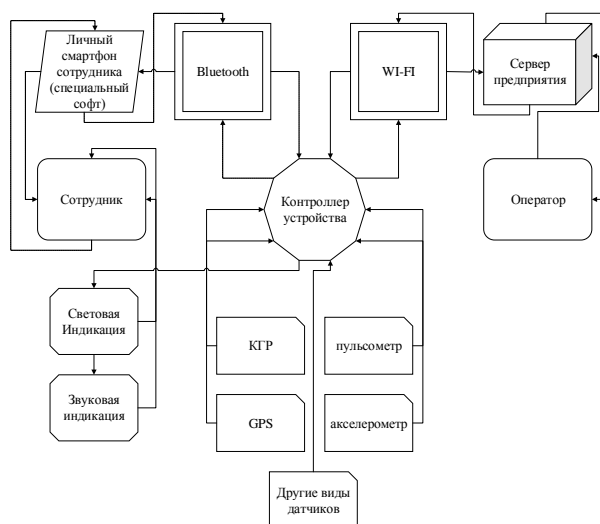 Личный
смартфон
сотрудника
(специальный
софт)
Bluetooth
WI-FI
Сервер
предприятия
Сотрудник
Контроллер
устройства
Оператор
Световая
Индикация
КГР
пульсометр
Звуковая
индикация
GPS
акселерометр
Другие виды
датчиков